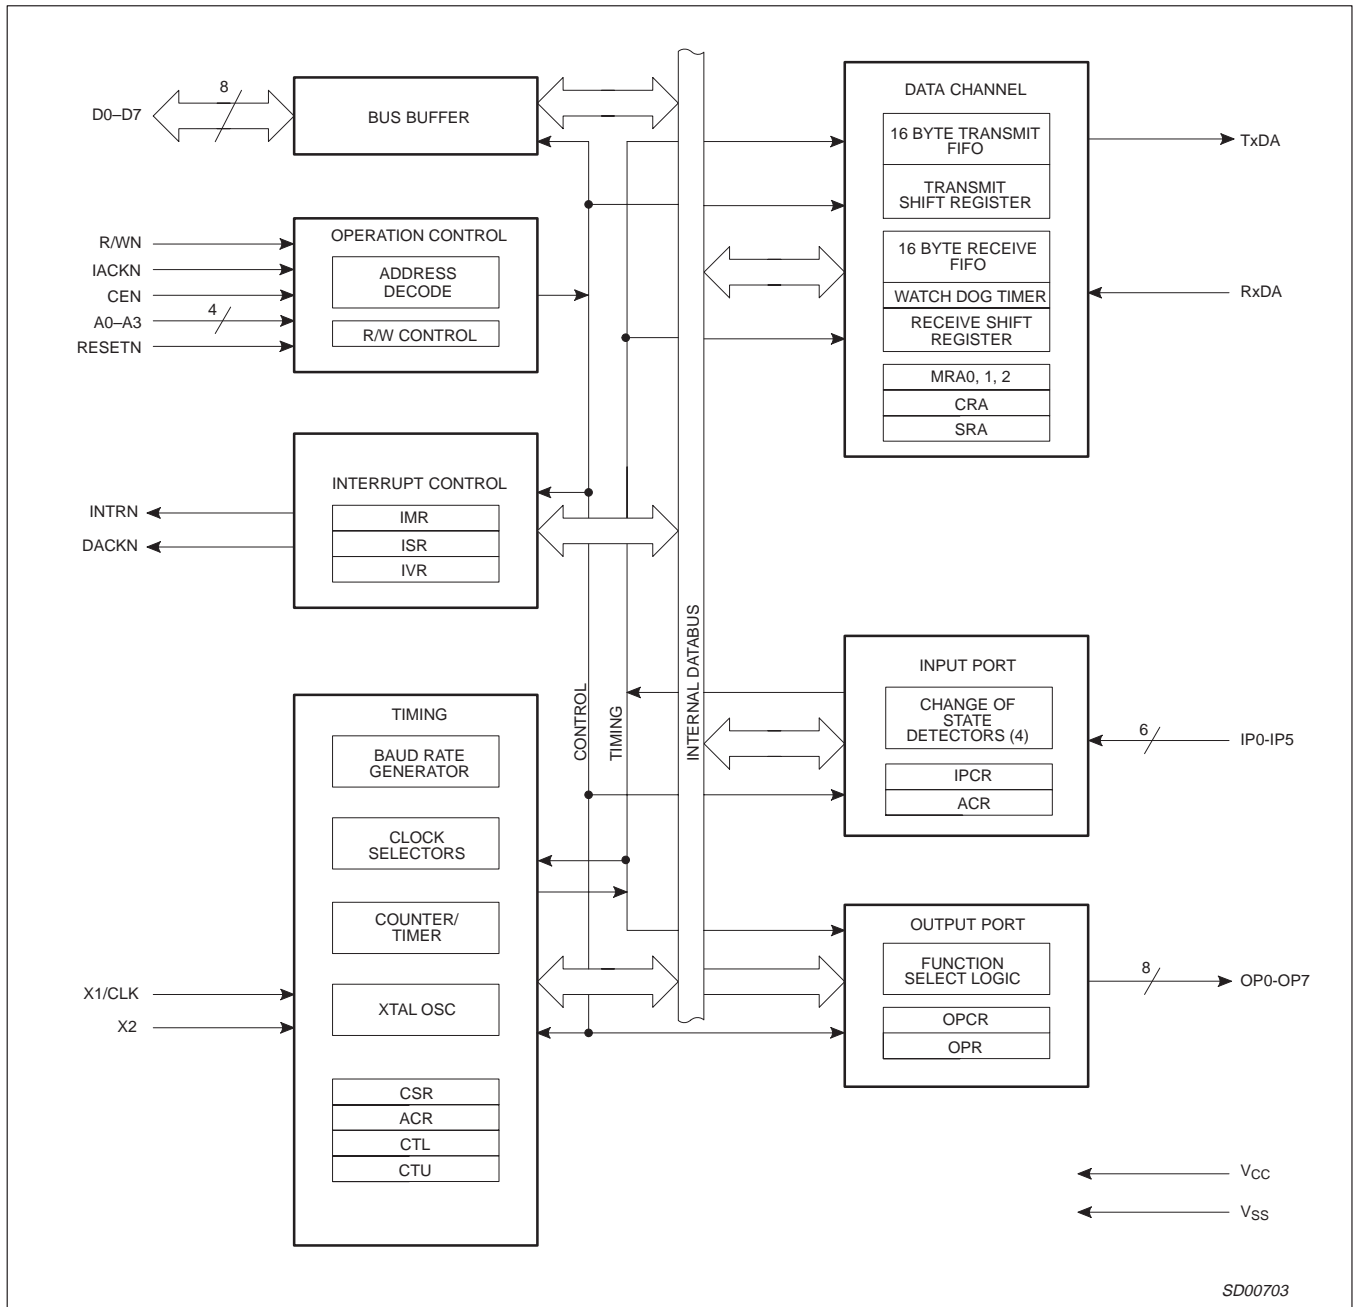 D0–D7
8
BUS BUFFER
R/WN
IACKN
CEN
A0–A3
4
RESETN
OPERATION CONTROL
ADDRESS
DECODE
R/W CONTROL
INTRN
DACKN
INTERRUPT CONTROL
IMR
ISR
IVR
TIMING
BAUD RATE
GENERATOR
CLOCK
SELECTORS
COUNTER/
TIMER
XTAL OSC
CSR
ACR
CTL
CTU
X1/CLK
X2
CONTROL
TIMING
INTERNAL DATABUS
DATA CHANNEL
16 BYTE TRANSMIT
FIFO
TRANSMIT
SHIFT REGISTER
16 BYTE RECEIVE
FIFO
WATCH DOG TIMER
RECEIVE SHIFT
REGISTER
MRA0, 1, 2
CRA
SRA
TxDA
RxDA
INPUT PORT
CHANGE OF
STATE
DETECTORS (4)
IPCR
ACR
6
IP0-IP5
OUTPUT PORT
FUNCTION
SELECT LOGIC
OPCR
OPR
8
OP0-OP7
VCC
VSS
SD00703